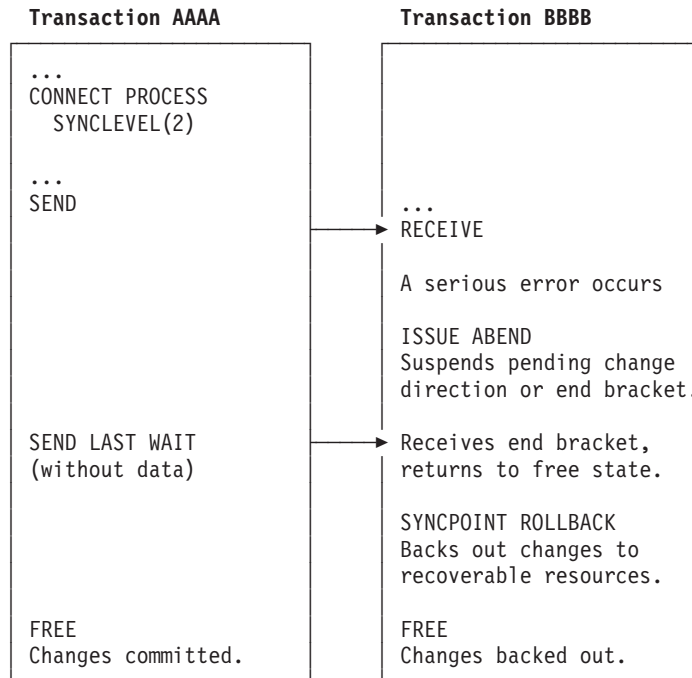 Transaction AAAA
Transaction BBBB
...
CONNECT PROCESS
SYNCLEVEL(2)
...
SEND
...
RECEIVE
A serious error occurs
ISSUE ABEND
Suspends pending change
direction or end bracket.
SEND LAST WAIT
(without data)
Receives end bracket,
returns to free state.
SYNCPOINT ROLLBACK
Backs out changes to
recoverable resources.
FREE
Changes committed.
FREE
Changes backed out.